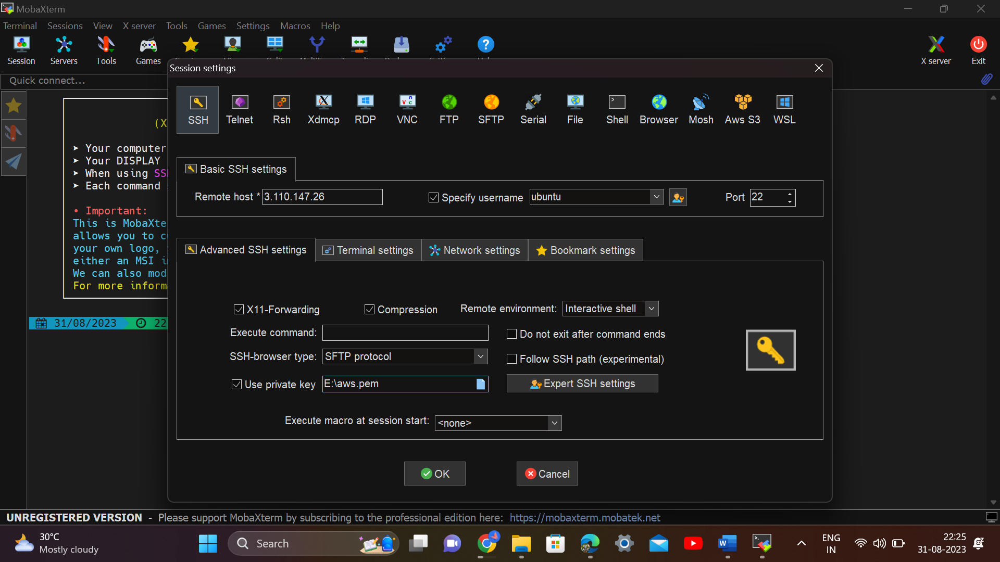 MobaXterm
Terminal Sessions View X server Tools Games Settings Macros Help
Session Servers Tools Games X server Exit
Session settings
Quick connect...
SSH Telnet Rsh Xdmcp RDP VNC FTP SFTP Serial File Shell Browser Mosh Aws S3 WSL
(X
➤ Your computer
➤ Your DISPLAY
➤ When using SSH
➤ Each command
• Important:
This is MobaXte
allows you to c
your own logo,
either an MSI i
We can also mod
For more inform
31/08/2023 22
Basic SSH settings
Remote host * 3.110.147.26 Specify username ubuntu Port 22
Advanced SSH settings Terminal settings Network settings Bookmark settings
X11-Forwarding Compression Remote environment: Interactive shell
Execute command: Do not exit after command ends
SSH-browser type: SFTP protocol Follow SSH path (experimental)
Use private key E:\aws.pem Expert SSH settings
Execute macro at session start: <none>
OK Cancel
UNREGISTERED VERSION - Please support MobaXterm by subscribing to the professional edition here: https://mobaxterm.mobatek.net
30°C
Mostly cloudy
Search
ENG
IN
22:25
31-08-2023